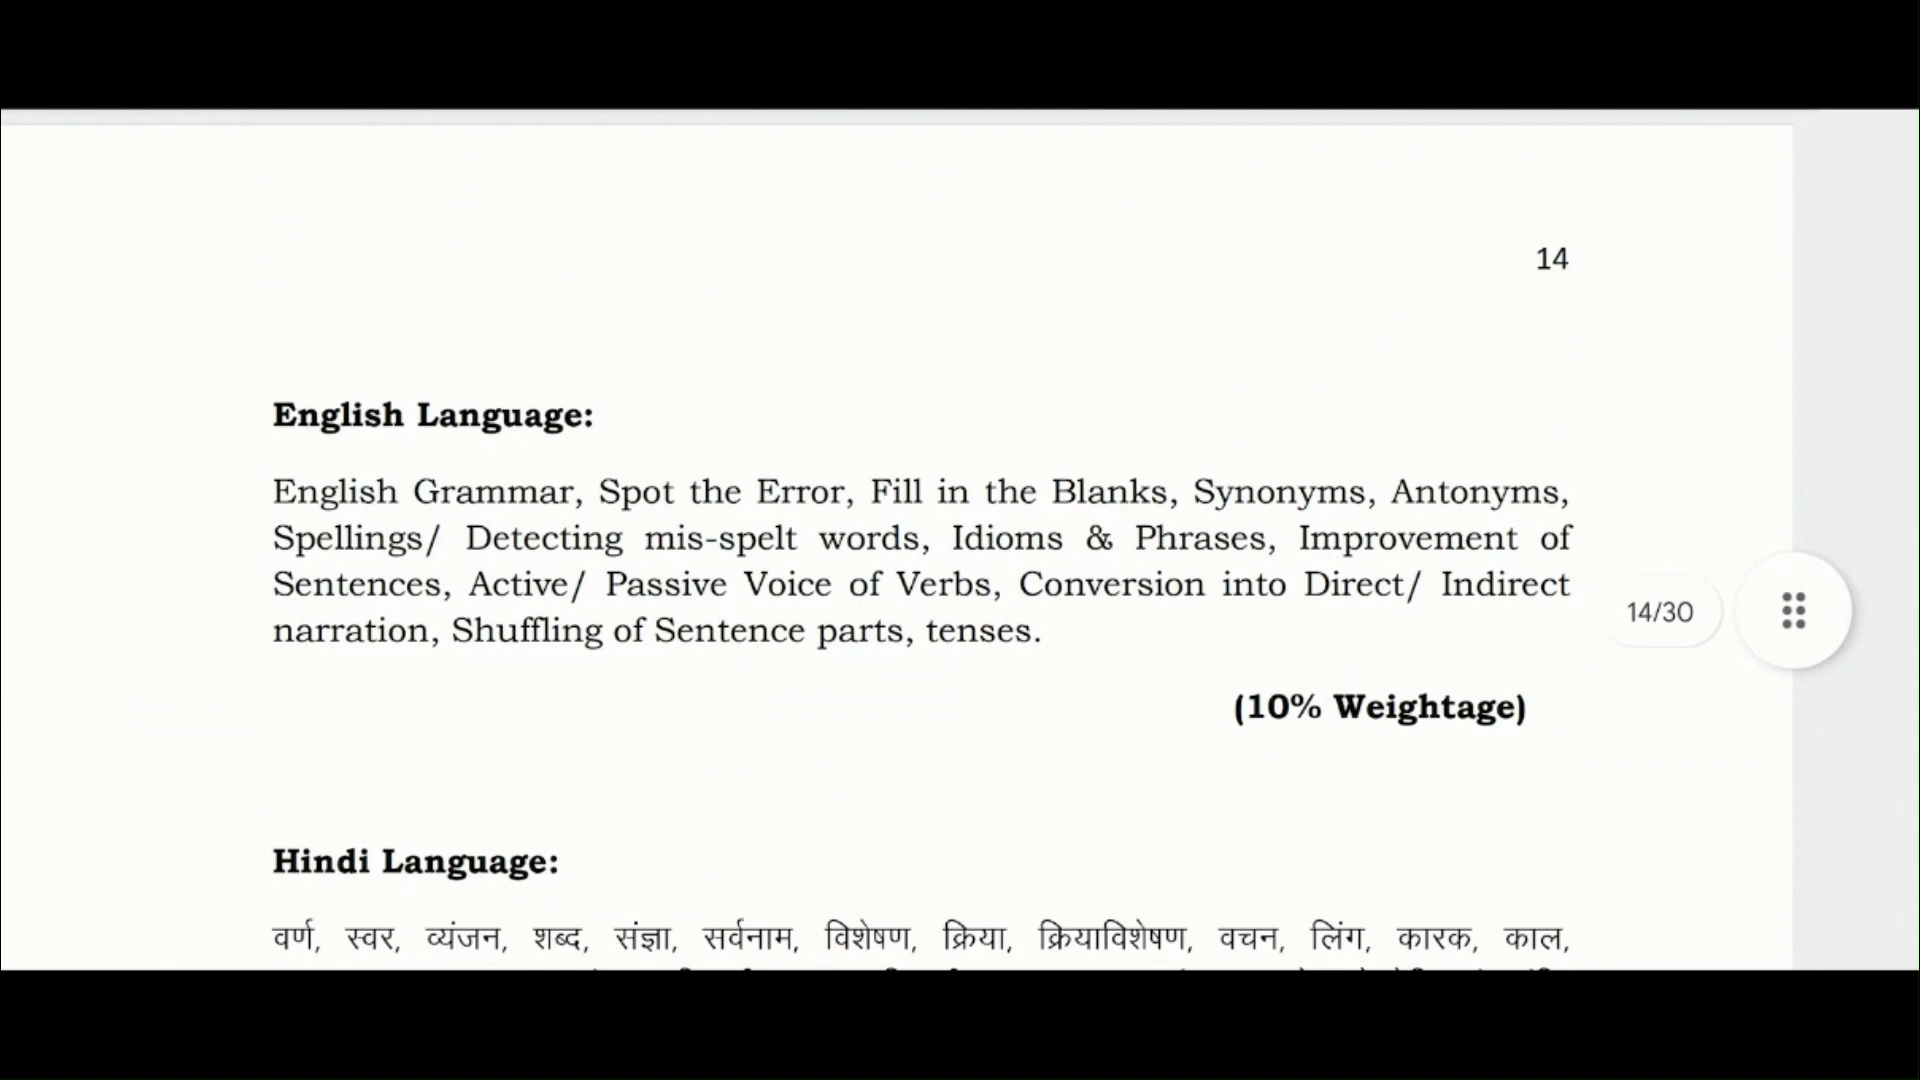 14
English Language:
English Grammar, Spot the Error, Fill in the Blanks, Synonyms, Antonyms,
Spellings/ Detecting mis-spelt words, Idioms & Phrases, Improvement of
Sentences, Active/ Passive Voice of Verbs, Conversion into Direct/ Indirect
narration, Shuffling of Sentence parts, tenses.
14/30
(10% Weightage)
Hindi Language:
वर्ण, स्वर, व्यंजन, शब्द, संज्ञा, सर्वनाम, विशेषण, क्रिया, क्रियाविशेषण, वचन, लिंग, कारक, काल,